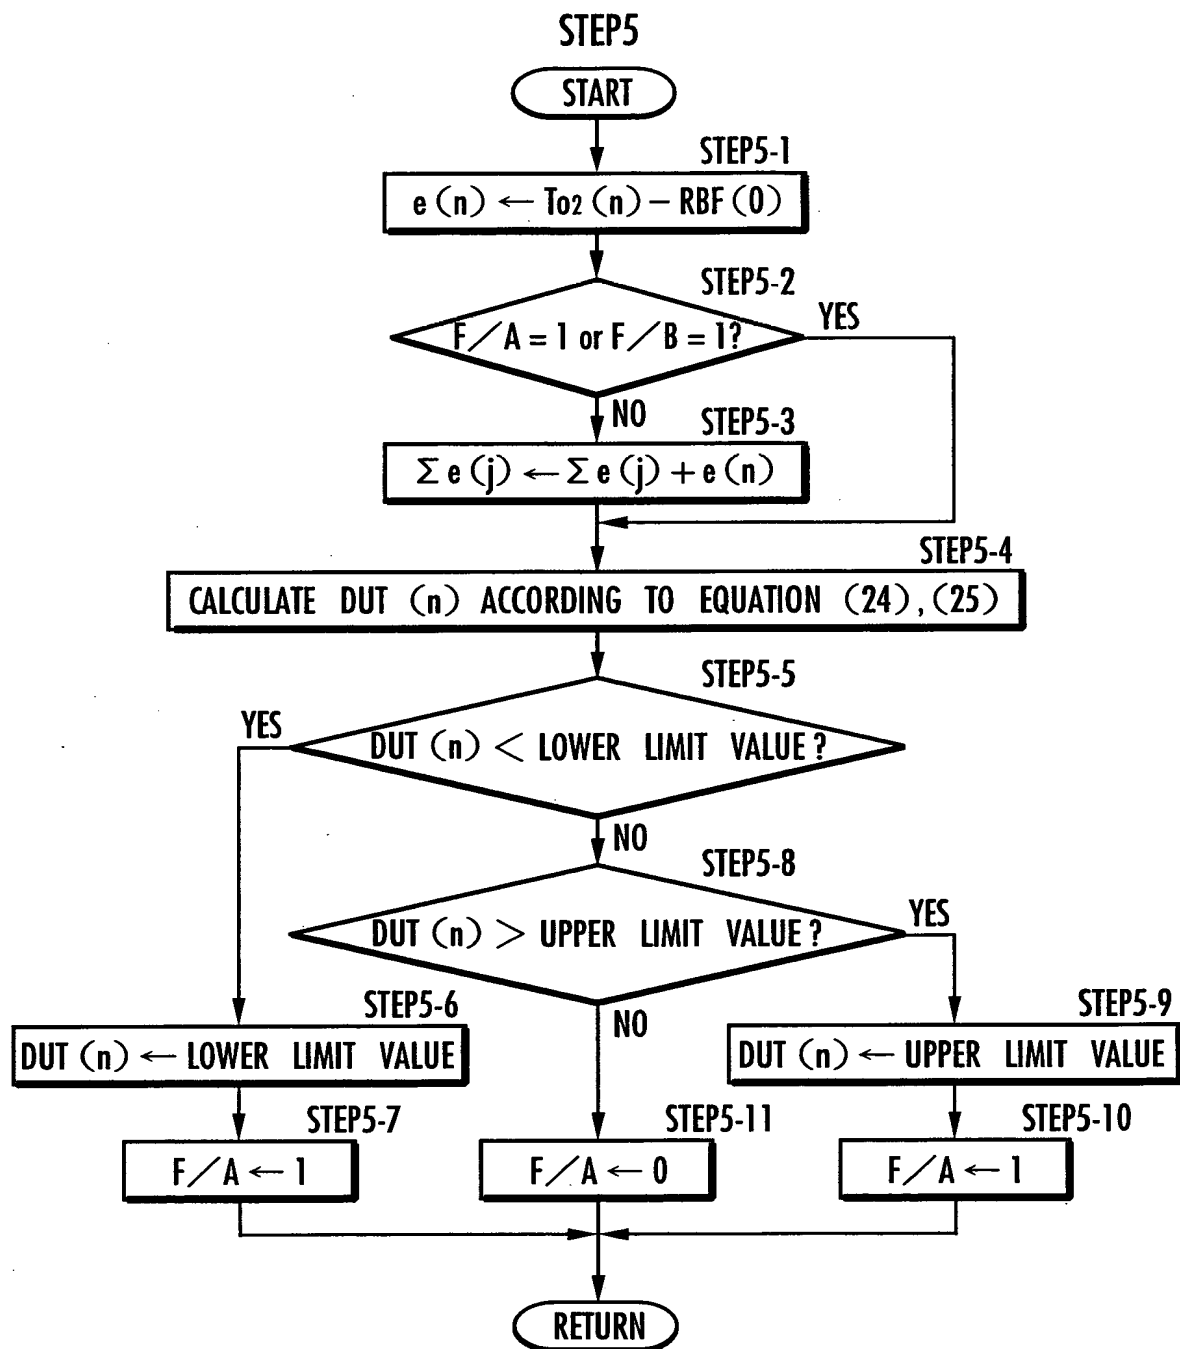 STEP5
START
STEP5-1
e(n) ← To2(n) − RBF(0)
STEP5-2
F/A = 1 or F/B = 1?
YES
NO
STEP5-3
Σe(j) ← Σe(j) + e(n)
STEP5-4
CALCULATE DUT (n) ACCORDING TO EQUATION (24), (25)
STEP5-5
YES
DUT (n) < LOWER LIMIT VALUE?
NO
STEP5-8
YES
DUT (n) > UPPER LIMIT VALUE?
NO
STEP5-6
DUT (n) ← LOWER LIMIT VALUE
STEP5-9
DUT (n) ← UPPER LIMIT VALUE
STEP5-7
F/A ← 1
STEP5-11
F/A ← 0
STEP5-10
F/A ← 1
RETURN